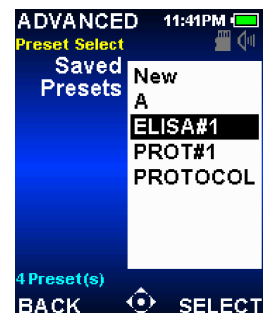 ADVANCED 11:41PM
Preset Select
Saved Presets
New
A
ELISA#1
PROT#1
PROTOCOL
4 Preset(s)
BACK SELECT